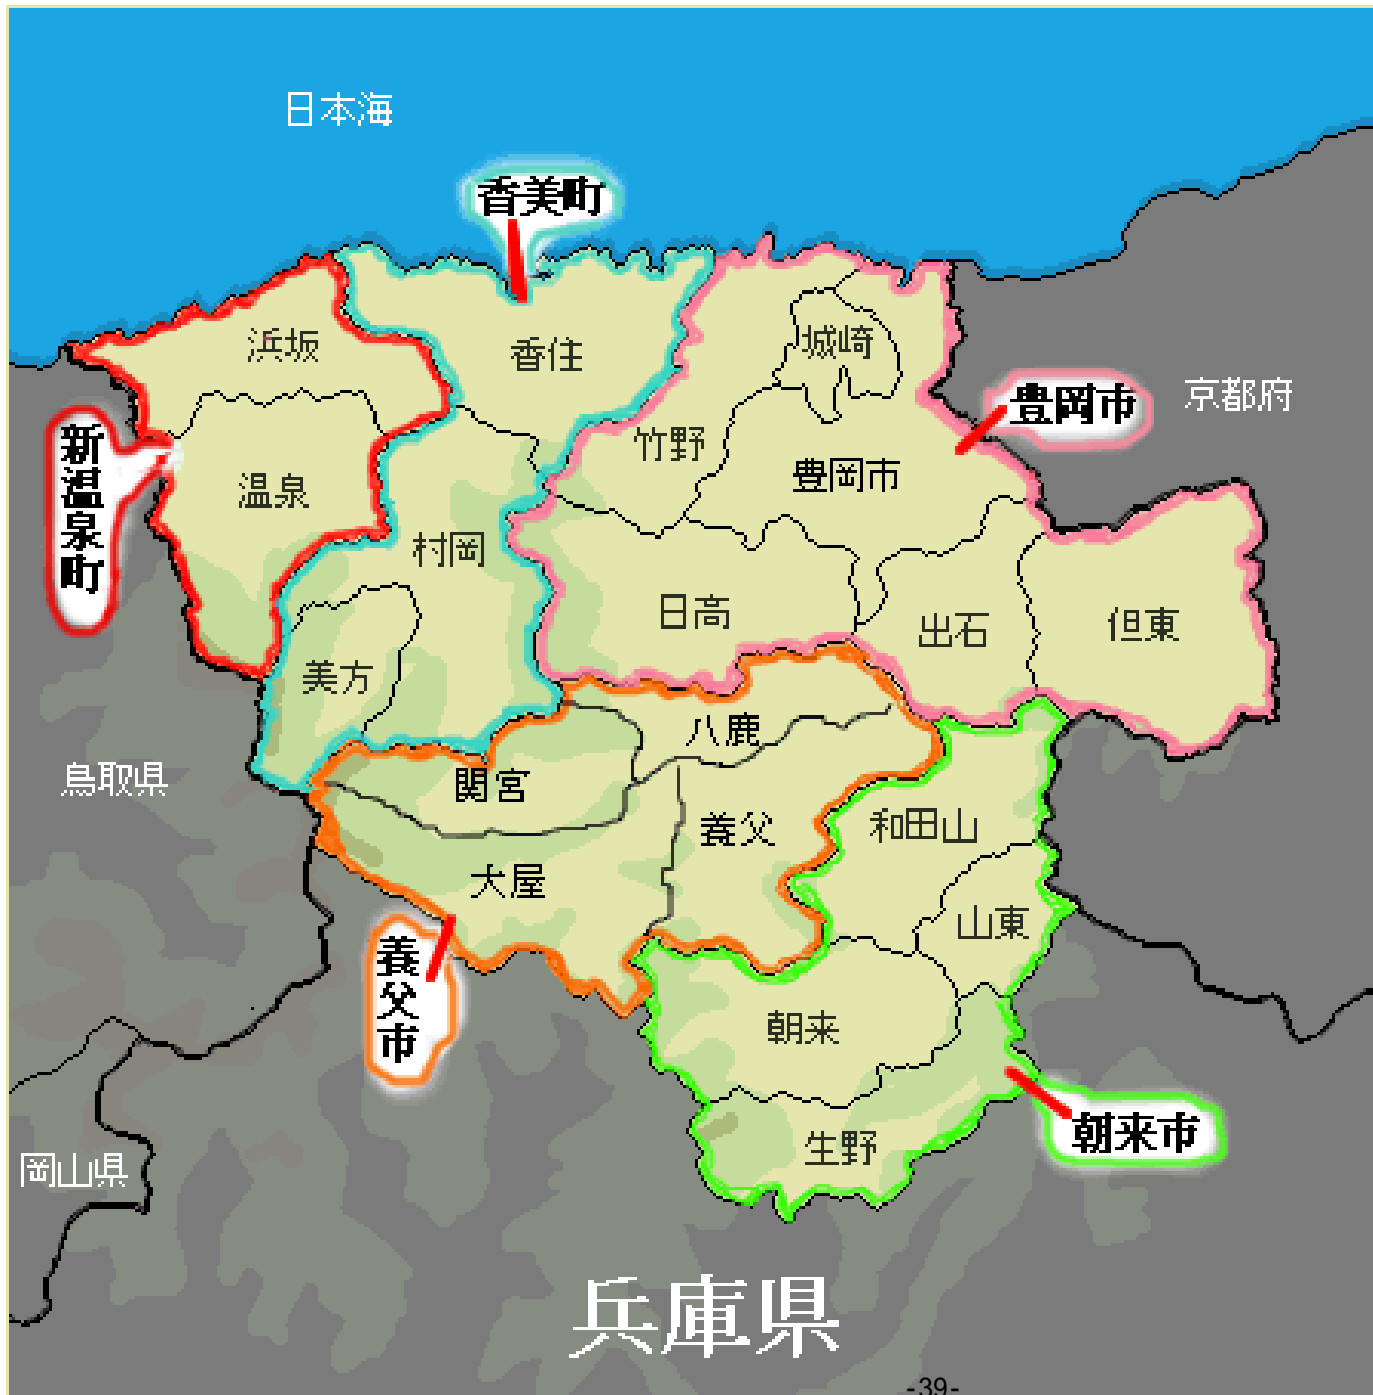 日本海
香美町
浜坂
香住
城崎
豊岡市
京都府
新温泉町
温泉
竹野
豊岡市
村岡
日高
出石
但東
美方
八鹿
鳥取県
関宮
養父
和田山
大屋
山東
養父市
朝来
朝来市
生野
岡山県
兵庫県
-39-